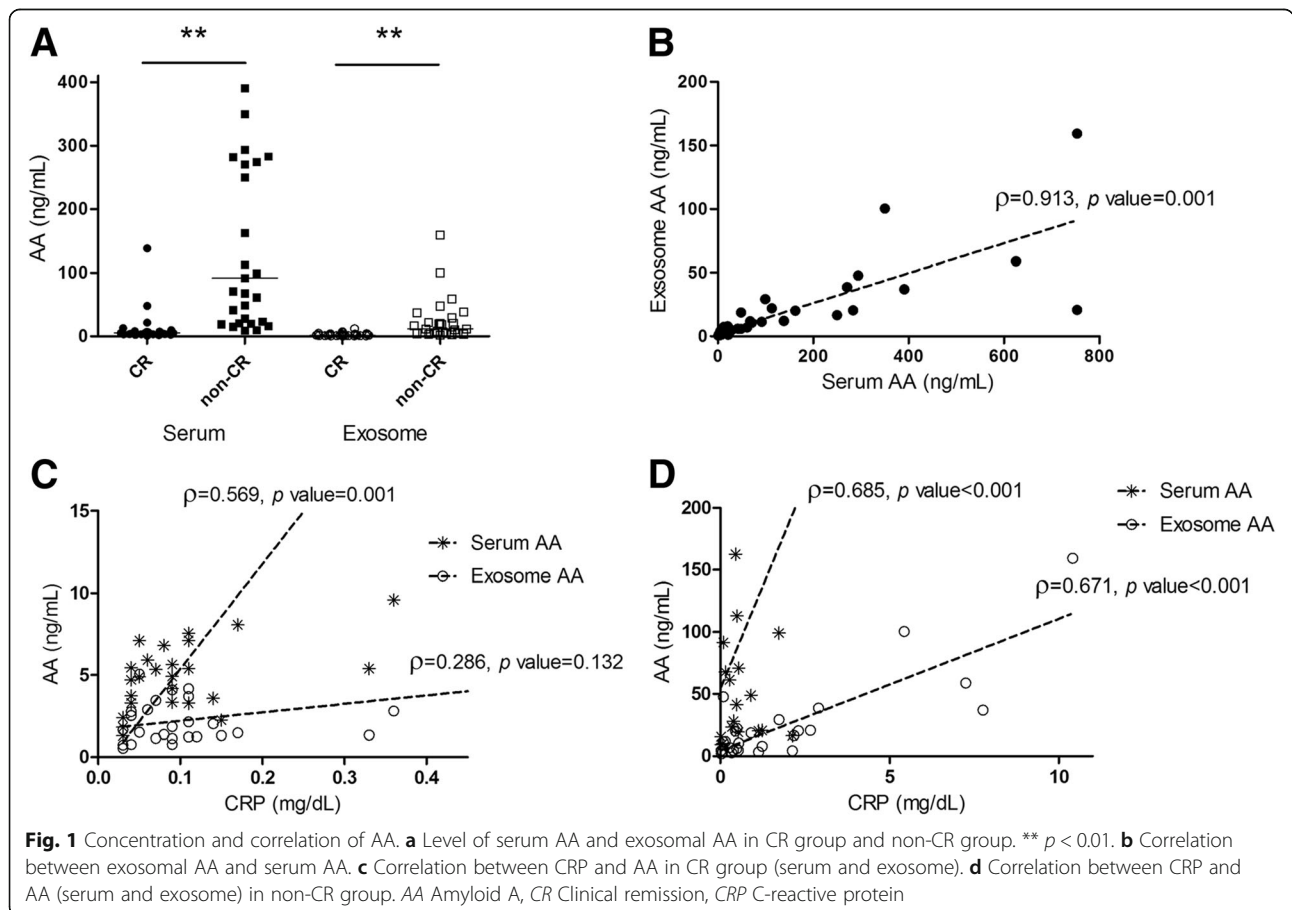 A
**
**
400
300
200
100
0
AA (ng/mL)
CR
non-CR
CR
non-CR
Serum
Exosome
B
200
150
100
50
0
Exsosome AA (ng/mL)
ρ=0.913, p value=0.001
0
200
400
600
800
Serum AA (ng/mL)
C
ρ=0.569, p value=0.001
15
10
5
0
AA (ng/mL)
Serum AA
Exosome AA
ρ=0.286, p value=0.132
0.0
0.1
0.2
0.3
0.4
CRP (mg/dL)
D
ρ=0.685, p value<0.001
Serum AA
Exosome AA
200
150
100
50
0
AA (ng/mL)
ρ=0.671, p value<0.001
0
5
10
CRP (mg/dL)
Fig. 1 Concentration and correlation of AA. a Level of serum AA and exosomal AA in CR group and non-CR group. ** p < 0.01. b Correlation
between exosomal AA and serum AA. c Correlation between CRP and AA in CR group (serum and exosome). d Correlation between CRP and
AA (serum and exosome) in non-CR group. AA Amyloid A, CR Clinical remission, CRP C-reactive protein